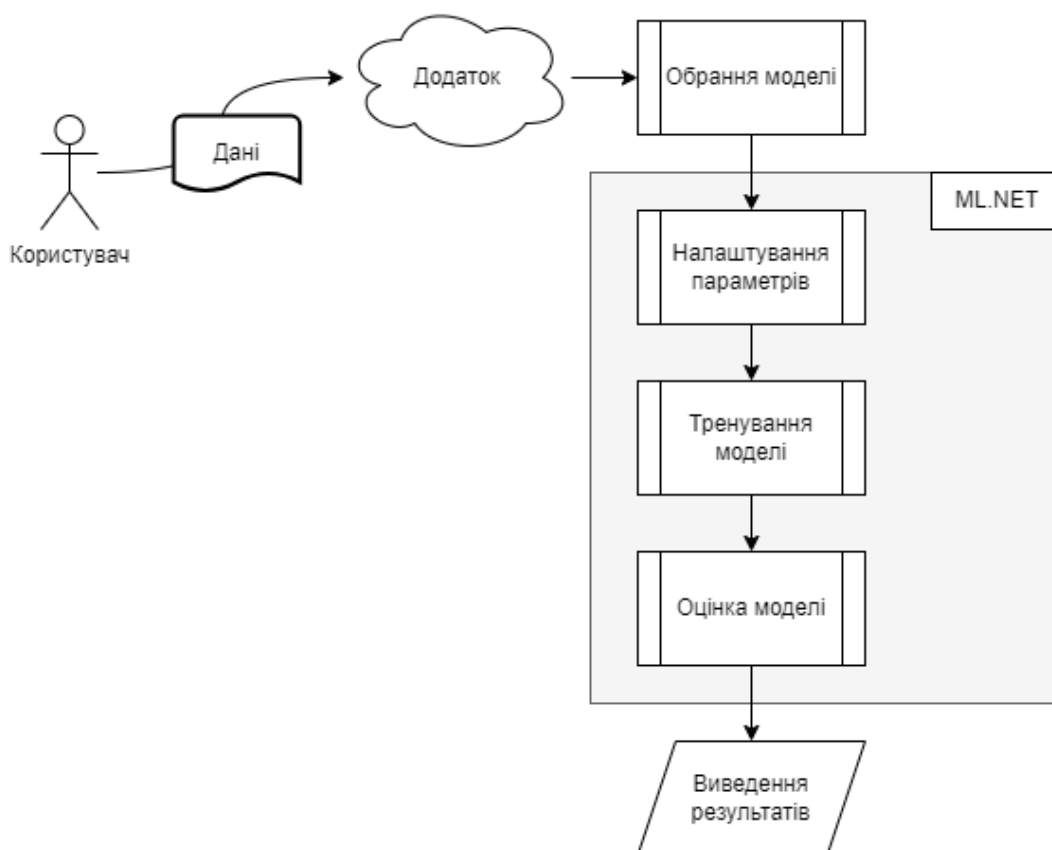 Додаток
Обрання моделі
Дані
Користувач
ML.NET
Налаштування
параметрів
Тренування
моделі
Оцінка моделі
Виведення
результатів